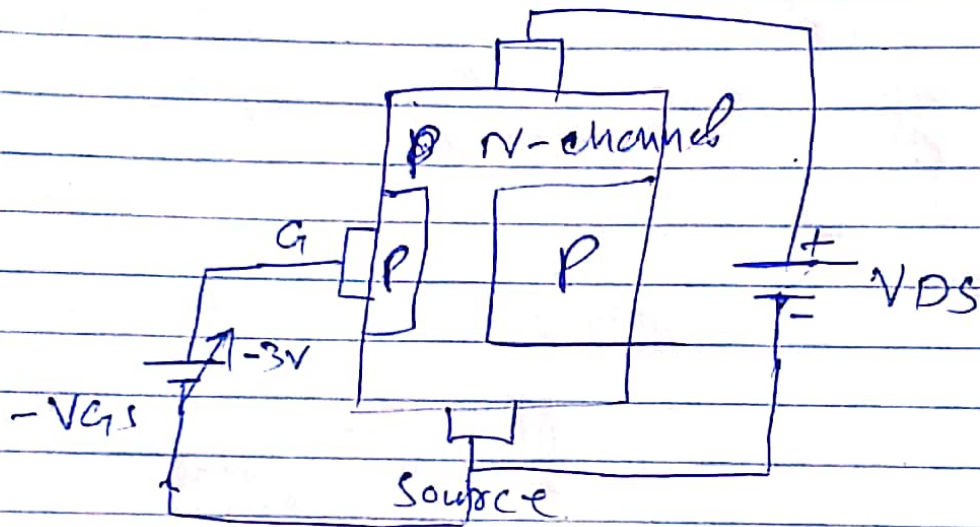 N-channel
G
P
P
+
VDS
-
-3V
-VGS
Source